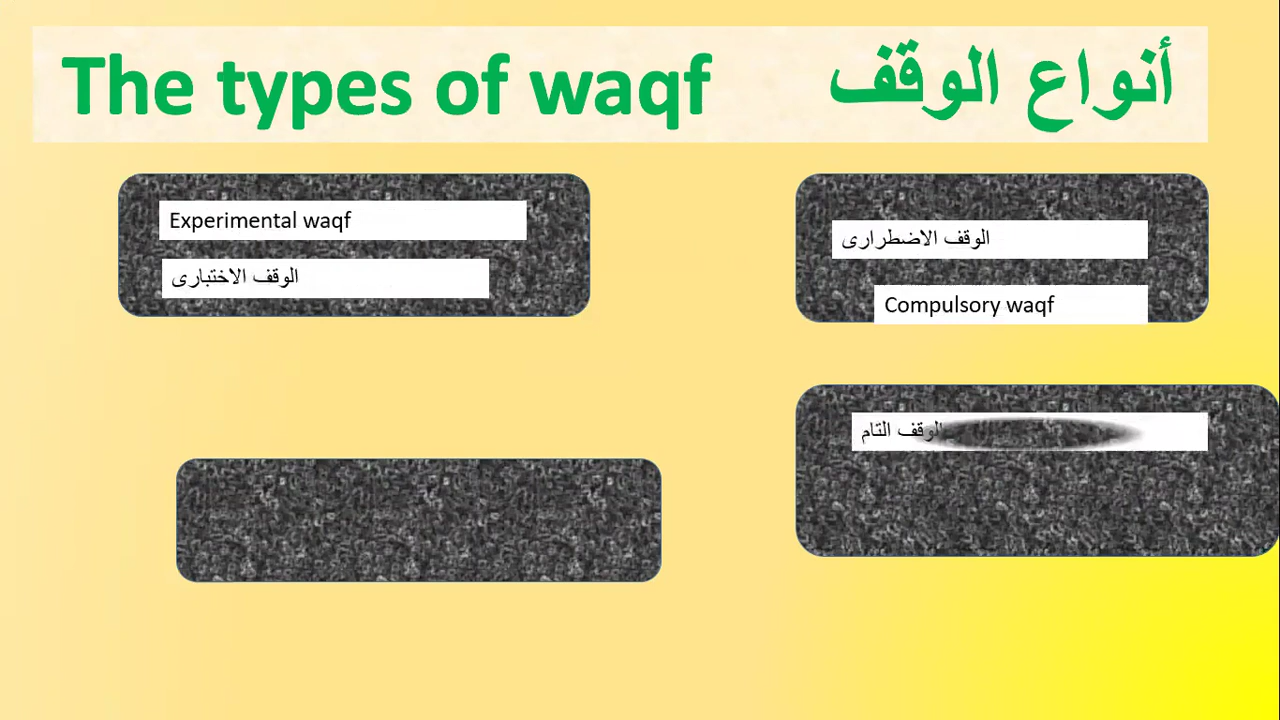 The types of waqf
أنواع الوقف
Experimental waqf
الوقف الاختبارى
الوقف الاضطرارى
Compulsory waqf
الوقف التام